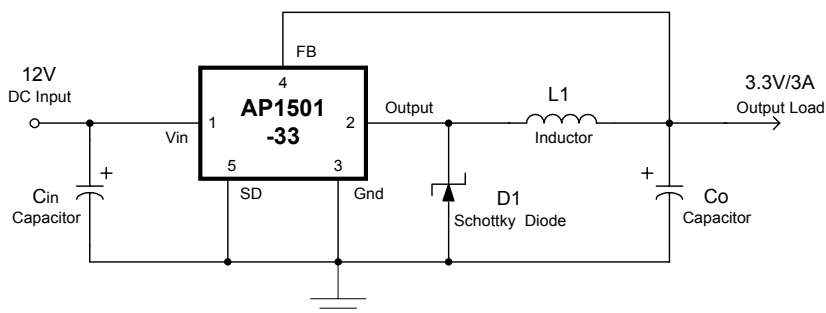 FB
12V
DC Input
4
AP1501
-33
1
2
5
3
Vin
SD
Gnd
Output
L1
Inductor
3.3V/3A
Output Load
+
Cin
Capacitor
D1
Schottky Diode
+
Co
Capacitor